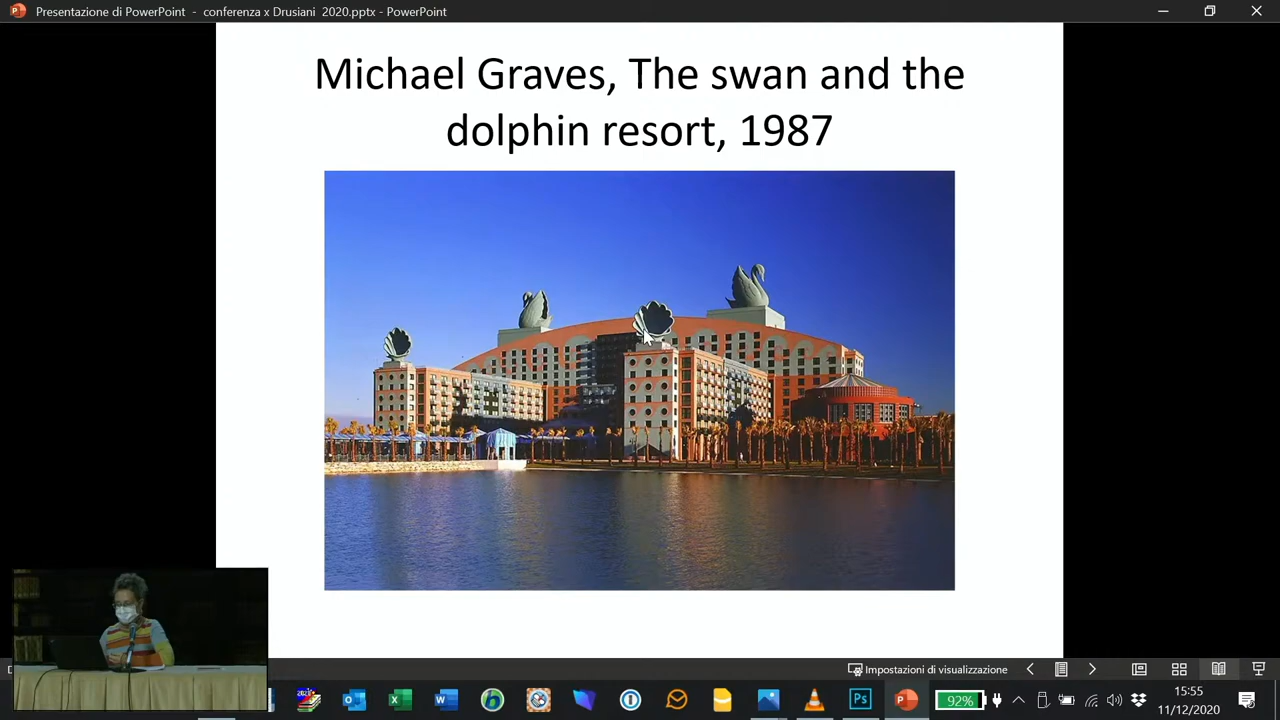 Presentazione di PowerPoint - conferenza x Drusiani 2020.pptx - PowerPoint
Michael Graves, The swan and the
dolphin resort, 1987
Impostazioni di visualizzazione
Ps
92%
15:55
11/12/2020